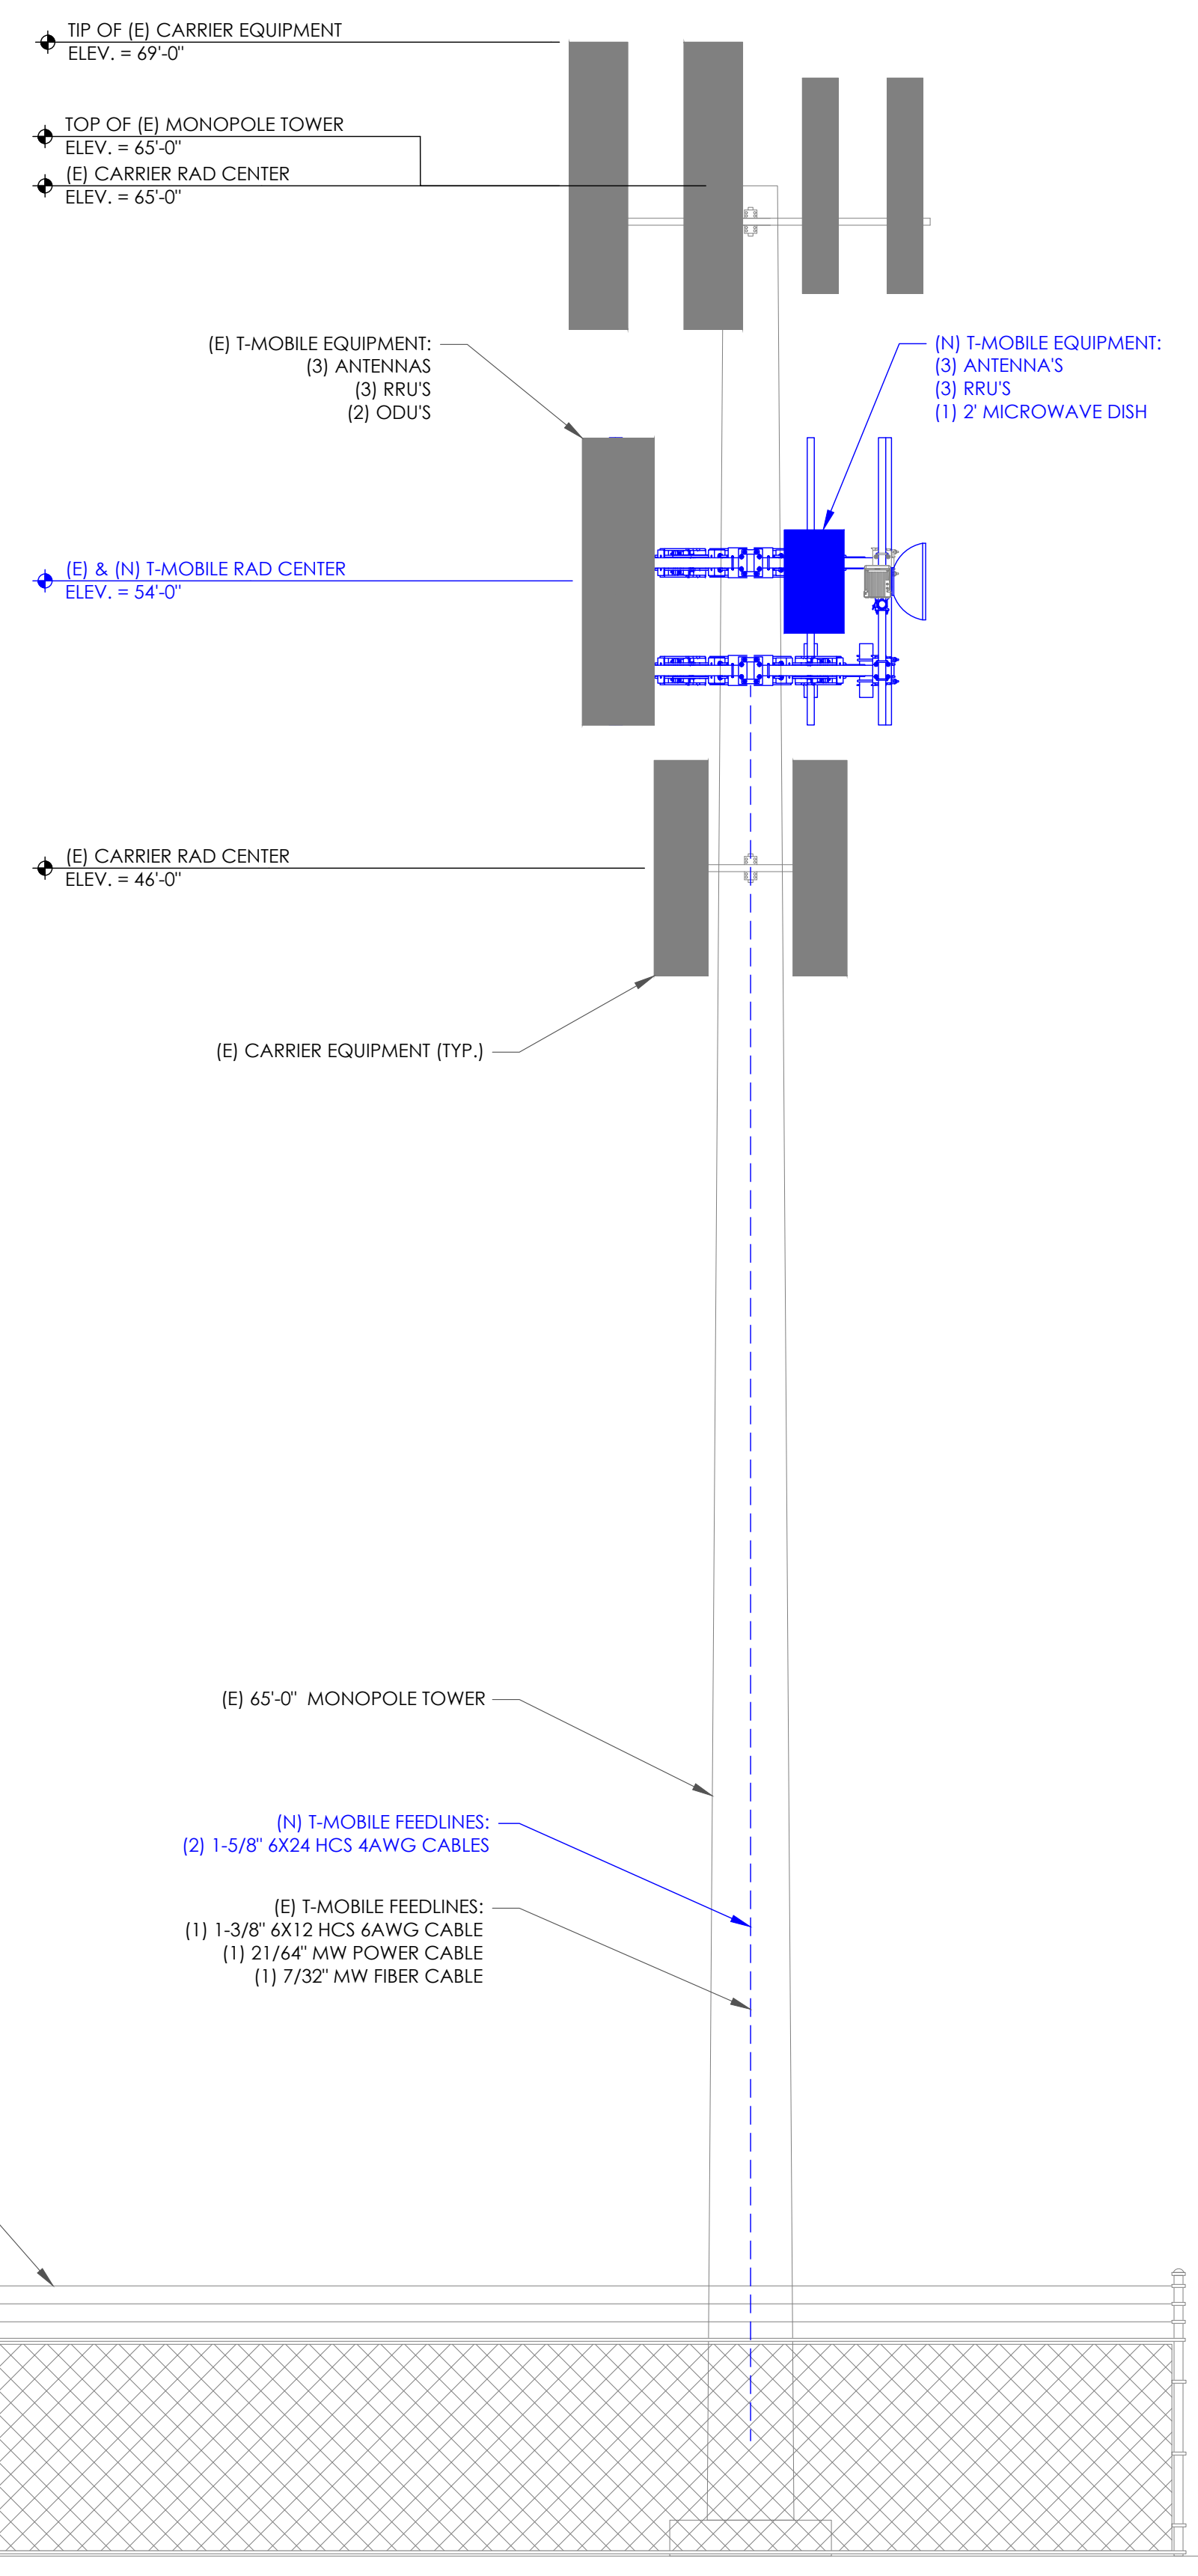 TIP OF (E) CARRIER EQUIPMENT
ELEV. = 69'-0"
TOP OF (E) MONOPOLE TOWER
ELEV. = 65'-0"
(E) CARRIER RAD CENTER
ELEV. = 65'-0"
(E) T-MOBILE EQUIPMENT:
(3) ANTENNAS
(3) RRU'S
(2) ODU'S
(N) T-MOBILE EQUIPMENT:
(3) ANTENNA'S
(3) RRU'S
(1) 2' MICROWAVE DISH
(E) & (N) T-MOBILE RAD CENTER
ELEV. = 54'-0"
(E) CARRIER RAD CENTER
ELEV. = 46'-0"
(E) CARRIER EQUIPMENT (TYP.)
(E) 65'-0" MONOPOLE TOWER
(N) T-MOBILE FEEDLINES:
(2) 1-5/8" 6X24 HCS 4AWG CABLES
(E) T-MOBILE FEEDLINES:
(1) 1-3/8" 6X12 HCS 6AWG CABLE
(1) 21/64" MW POWER CABLE
(1) 7/32" MW FIBER CABLE